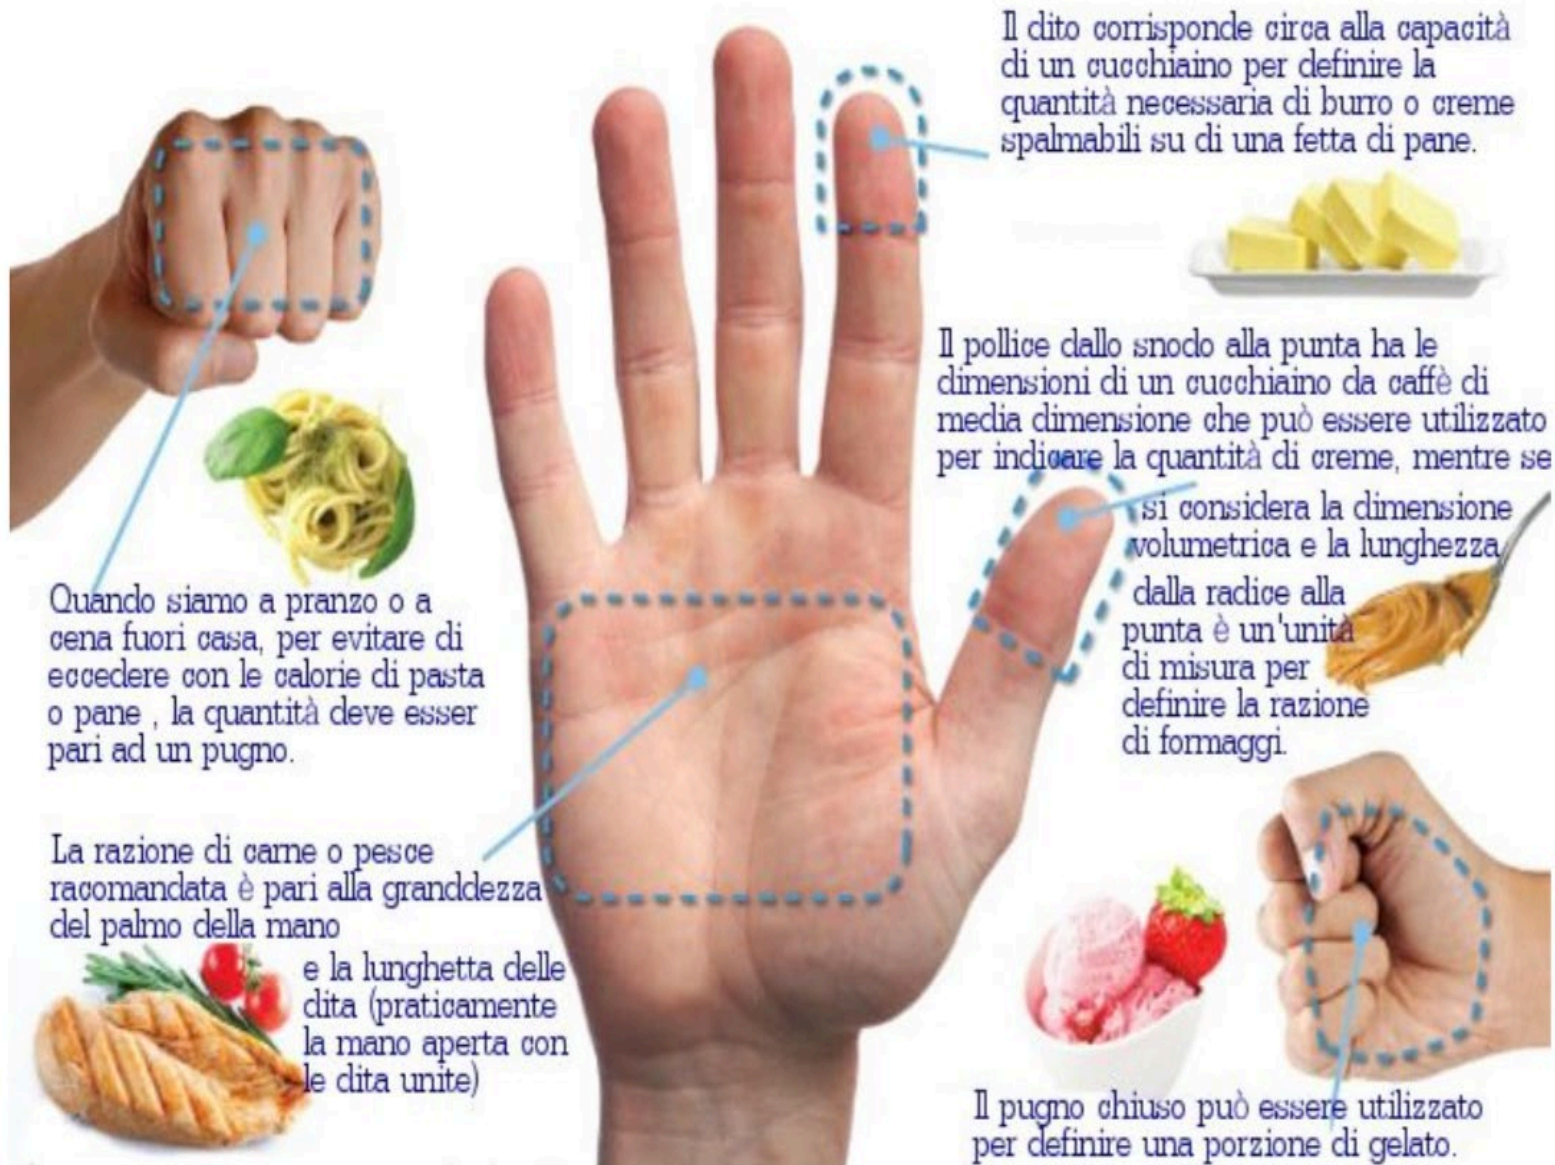 Il dito corrisponde circa alla capacità
di un cucchiaino per definire la
quantità necessaria di burro o creme
spalmabili su di una fetta di pane.
Il pollice dallo snodo alla punta ha le
dimensioni di un cucchiaino da caffè di
media dimensione che può essere utilizzato
per indicare la quantità di creme, mentre se
si considera la dimensione
volumetrica e la lunghezza
dalla radice alla
punta è un'unità
di misura per
definire la razione
di formaggi.
Quando siamo a pranzo o a
cena fuori casa, per evitare di
eccedere con le calorie di pasta
o pane , la quantità deve esser
pari ad un pugno.
La razione di carne o pesce
racomandata è pari alla granddezza
del palmo della mano
e la lunghetta delle
dita (praticamente
la mano aperta con
le dita unite)
Il pugno chiuso può essere utilizzato
per definire una porzione di gelato.